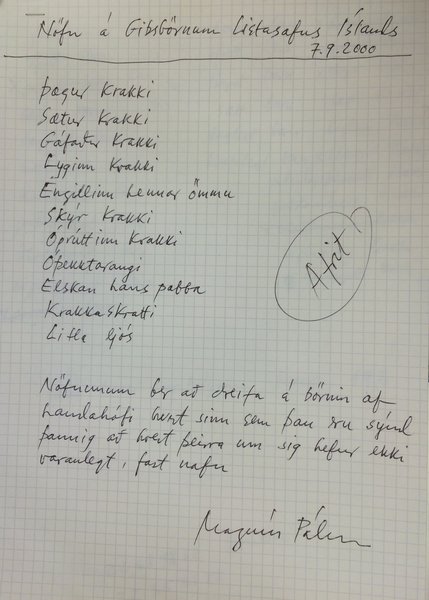 Nöfn á Gibsbörnum Listasafns Íslands
7.9.2000
Þægur Krakki
Sætur Krakki
Gáfaður Krakki
Lyginn Krakki
Engillinn hennar Ömmu
Skýr Krakki
Óprúttinn Krakki
Óþekktarangi
Elskan hans pabba
Krakkaskratti
Litla ljós
Afrit
Nöfnunum ber að dreifa á börnin af
handahófi hvert sinn sem þau eru sýnd
þannig að hvert þeirra um sig hefur ekki
varanlegt, fast nafn
Magnús Pálsson